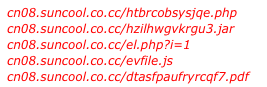 cn08.suncool.co.cc/htbrcobsysjqe.php
cn08.suncool.co.cc/hzilhwgvkrgu3.jar
cn08.suncool.co.cc/el.php?i=1
cn08.suncool.co.cc/evfile.js
cn08.suncool.co.cc/dtasfpaufryrcqf7.pdf